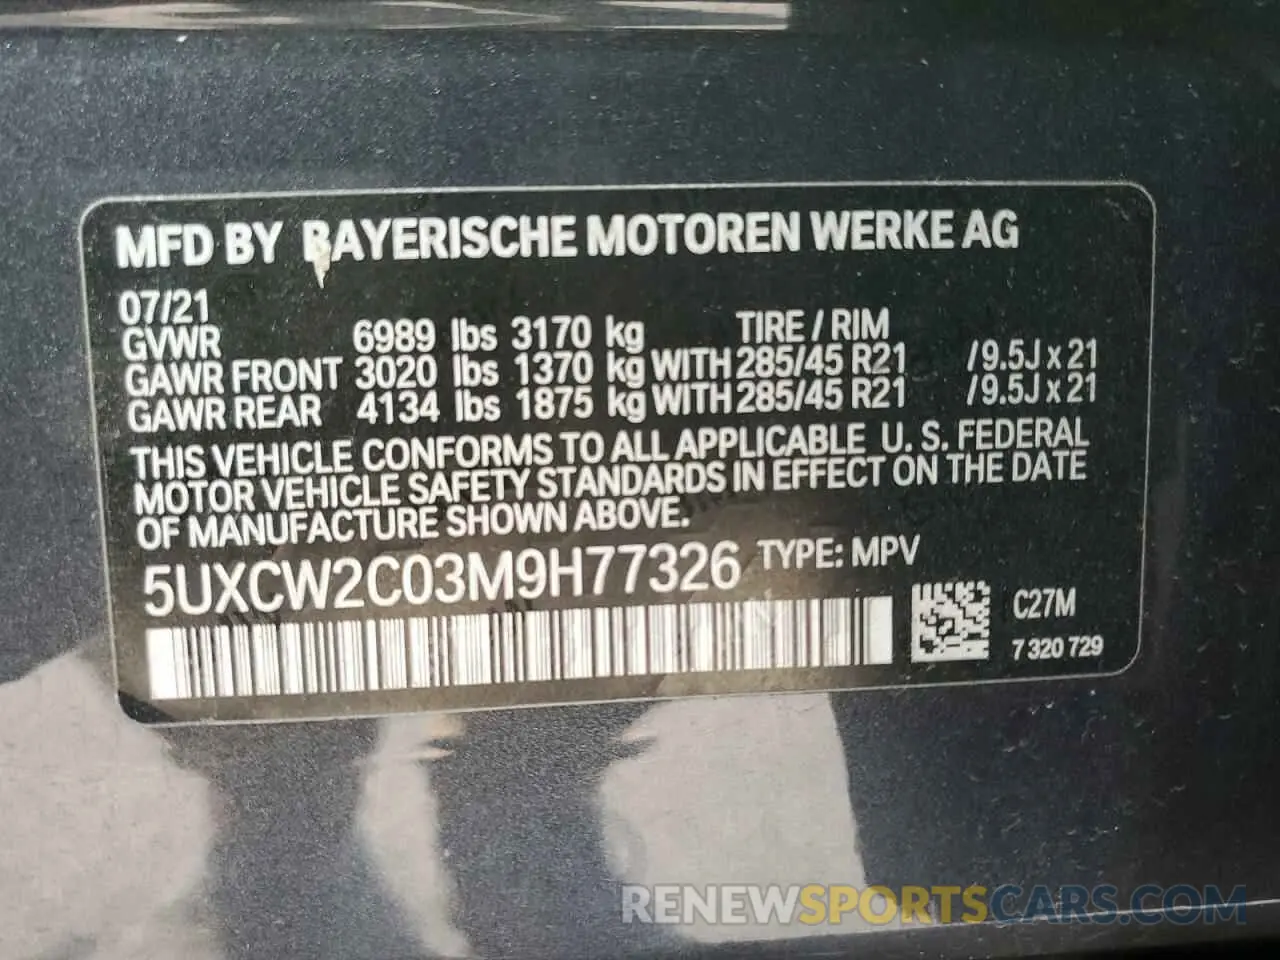 MFD BY BAYERISCHE MOTOREN WERKE AG
07/21
GVWR 6989 lbs 3170 kg TIRE / RIM
GAWR FRONT 3020 lbs 1370 kg WITH 285/45 R21 / 9.5J x 21
GAWR REAR 4134 lbs 1875 kg WITH 285/45 R21 / 9.5J x 21
THIS VEHICLE CONFORMS TO ALL APPLICABLE U. S. FEDERAL
MOTOR VEHICLE SAFETY STANDARDS IN EFFECT ON THE DATE
OF MANUFACTURE SHOWN ABOVE.
5UXCW2C03M9H77326 TYPE: MPV
C27M
7 320 729
RENEWSPORTSCARS.COM